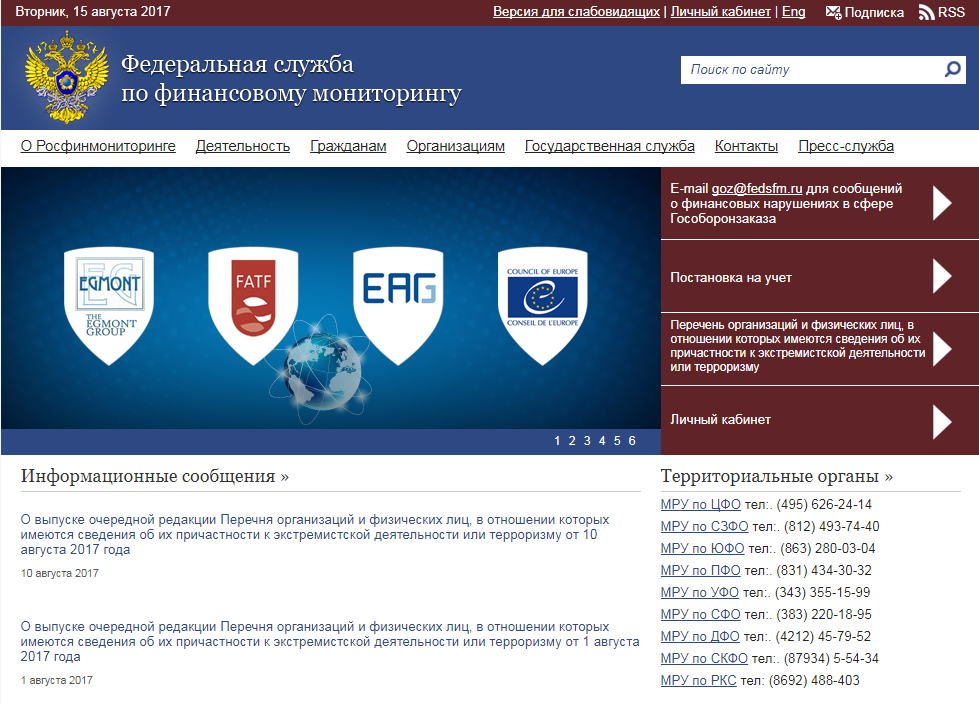 Вторник, 15 августа 2017
Версия для слабовидящих | Личный кабинет | Eng
Подписка
RSS
Федеральная служба
по финансовому мониторингу
Поиск по сайту
О Росфинмониторинге Деятельность Гражданам Организациям Государственная служба Контакты Пресс-служба
EG
EGMONT
THE
EGMONT
GROUP
FATF
EAG
COUNCIL OF EUROPE
CONSEIL DE L'EUROPE
1 2 3 4 5 6
E-mail goz@fedsfm.ru для сообщений
о финансовых нарушениях в сфере
Гособоронзаказа
Постановка на учет
Перечень организаций и физических лиц, в
отношении которых имеются сведения об их
причастности к экстремистской деятельности
или терроризму
Личный кабинет
Информационные сообщения »
О выпуске очередной редакции Перечня организаций и физических лиц, в отношении которых
имеются сведения об их причастности к экстремистской деятельности или терроризму от 10
августа 2017 года
10 августа 2017
О выпуске очередной редакции Перечня организаций и физических лиц, в отношении которых
имеются сведения об их причастности к экстремистской деятельности или терроризму от 1 августа
2017 года
1 августа 2017
Территориальные органы »
МРУ по ЦФО тел:. (495) 626-24-14
МРУ по СЗФО тел:. (812) 493-74-40
МРУ по ЮФО тел:. (863) 280-03-04
МРУ по ПФО тел:. (831) 434-30-32
МРУ по УФО тел:. (343) 355-15-99
МРУ по СФО тел:. (383) 220-18-95
МРУ по ДФО тел:. (4212) 45-79-52
МРУ по СКФО тел:. (87934) 5-54-34
МРУ по РКС тел: (8692) 488-403